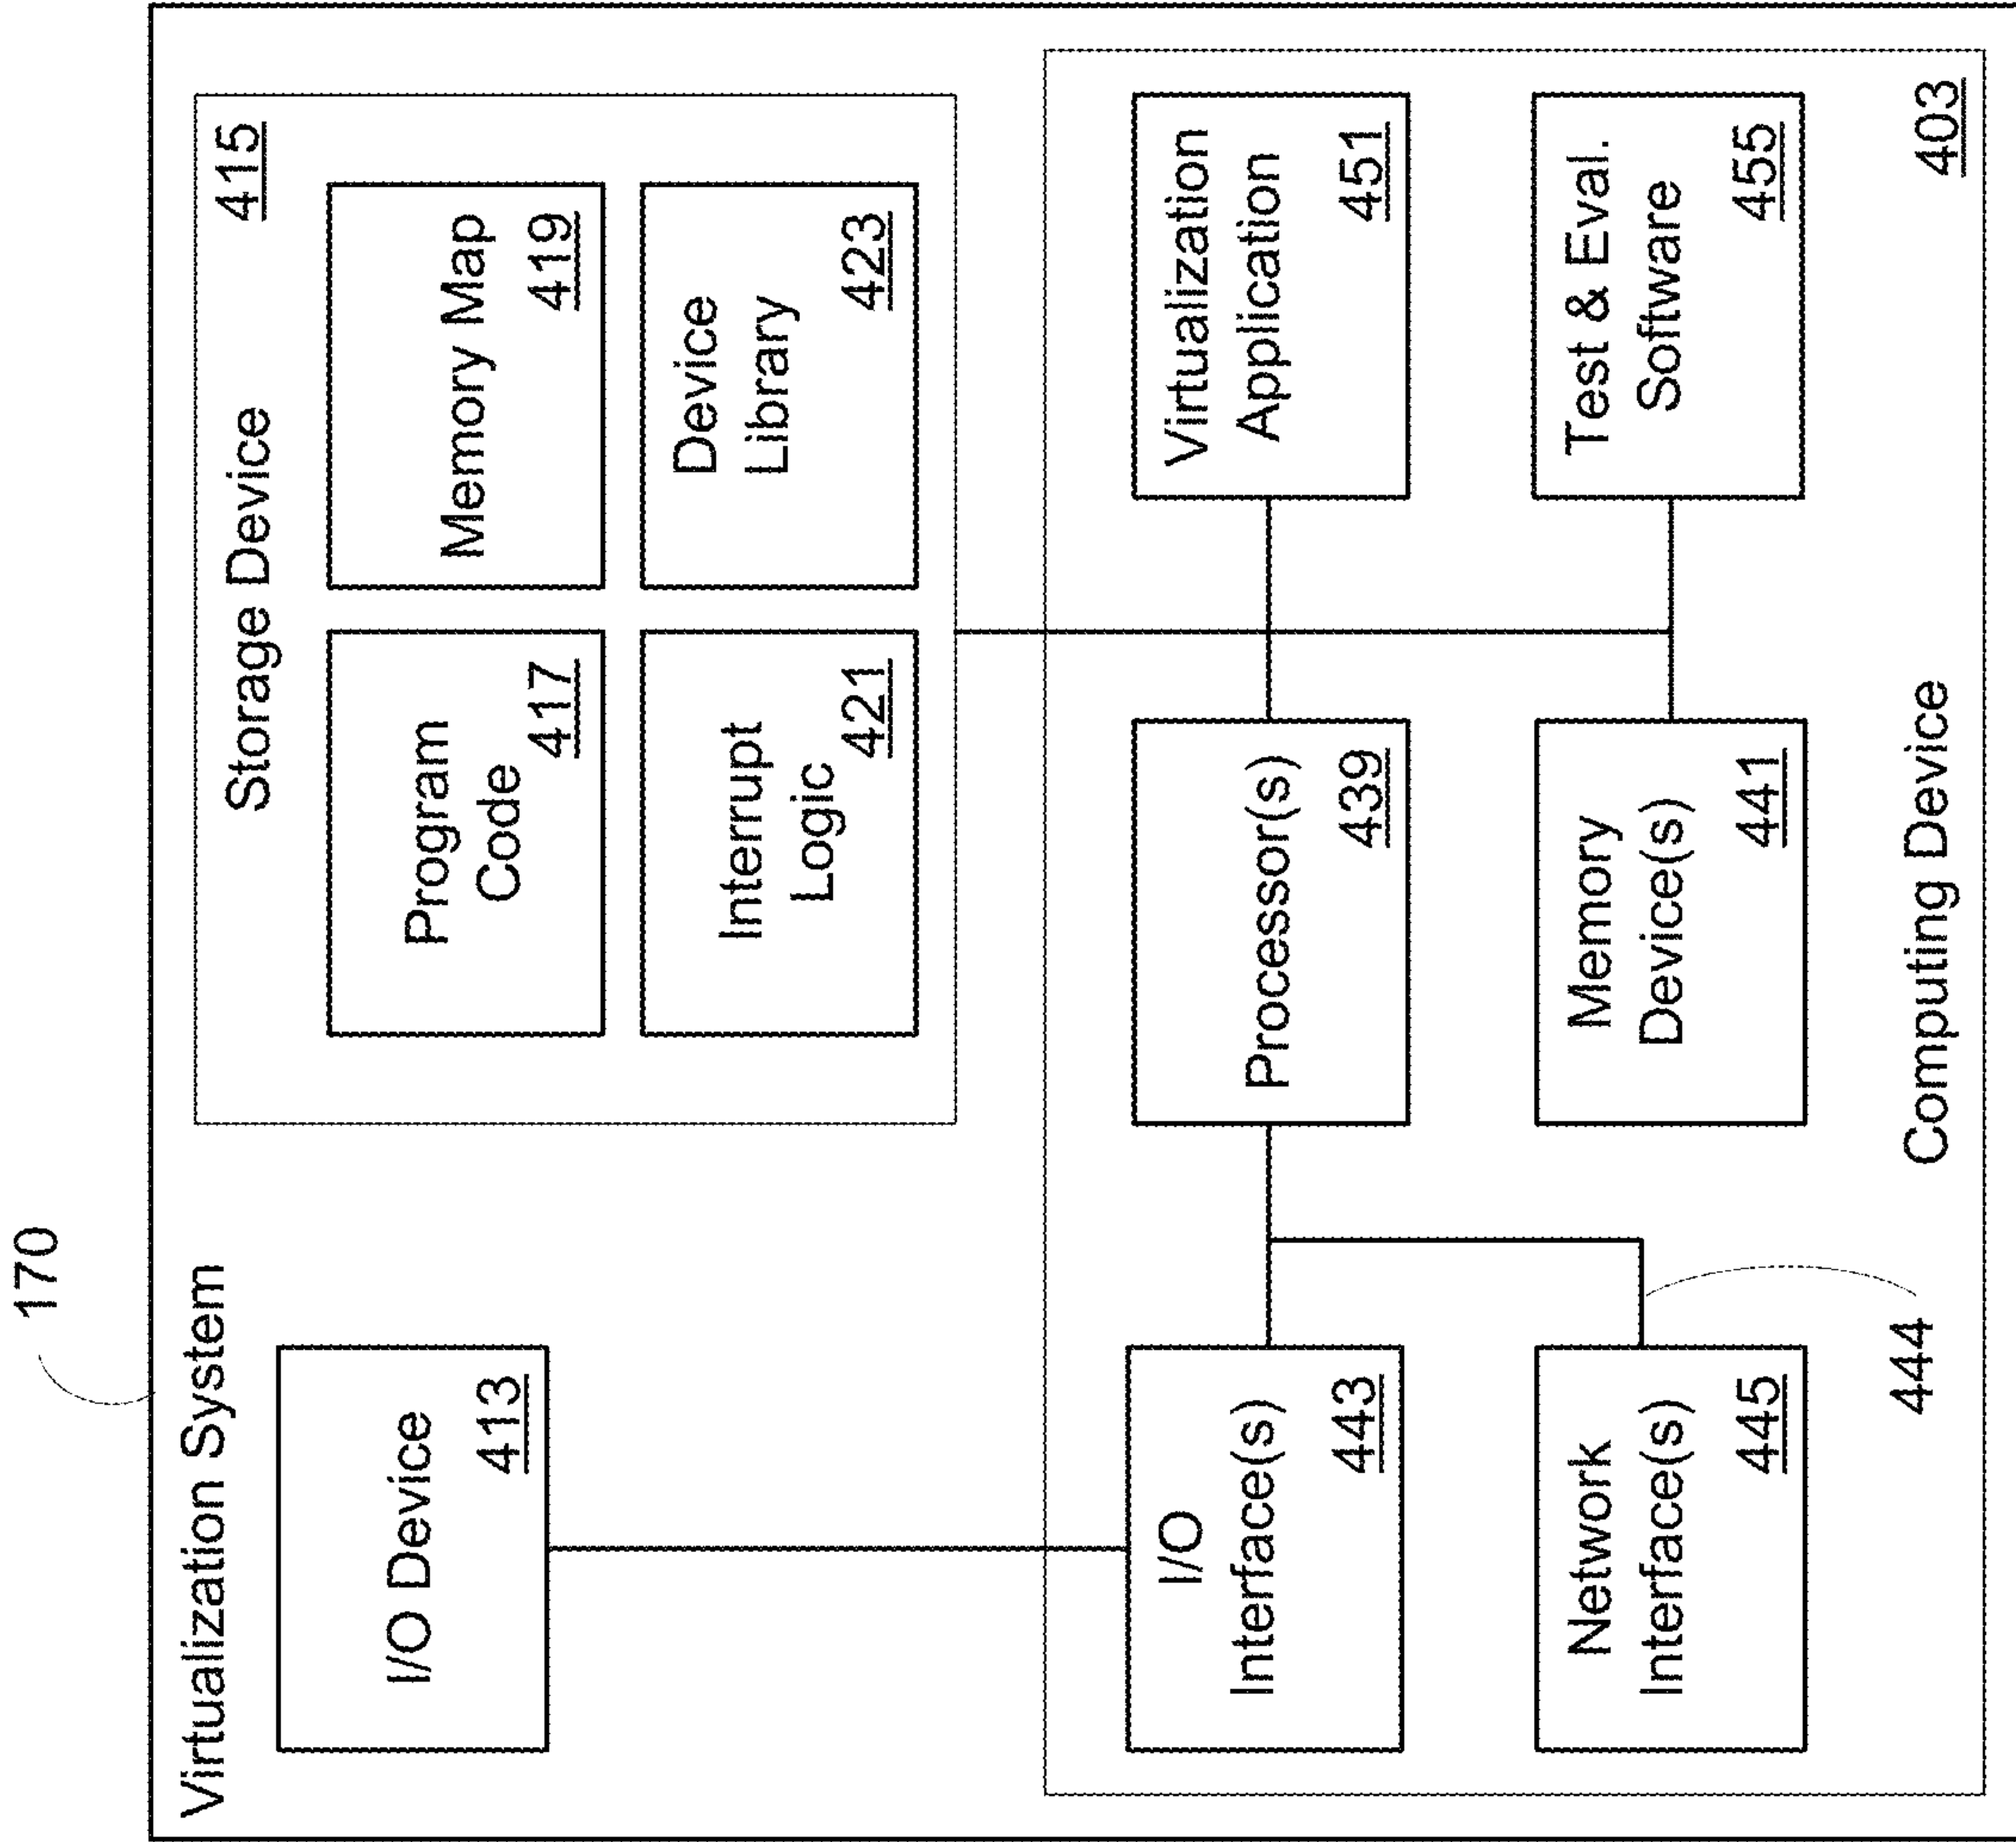 170
Virtualization System
I/O Device
413
Storage Device
415
Program
Code
417
Memory Map
419
Interrupt
Logic
421
Device
Library
423
I/O
Interface(s)
443
Processor(s)
439
Virtualization
Application
451
Network
Interface(s)
445
Memory
Device(s)
441
Test & Eval.
Software
455
444
Computing Device
403